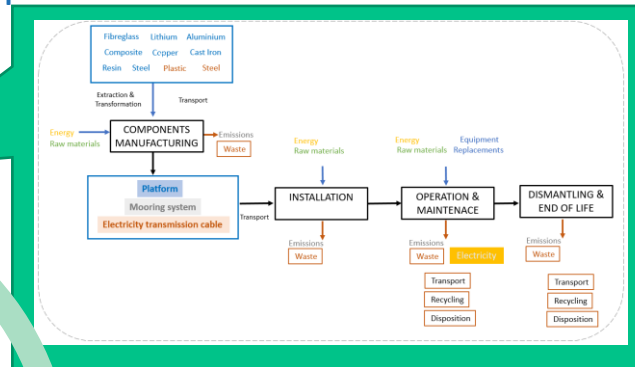 Fibreglass Lithium Aluminium
Composite Copper Cast Iron
Resin Steel Plastic Steel
Extraction &
Transformation
Transport
Energy
Raw materials
COMPONENTS
MANUFACTURING
Emissions
Waste
Platform
Mooring system
Electricity transmission cable
Transport
Energy
Raw materials
INSTALLATION
Emissions
Waste
Energy
Raw materials
Equipment
Replacements
OPERATION &
MAINTENACE
Emissions
Waste
Electricity
Transport
Recycling
Disposition
DISMANTLING &
END OF LIFE
Emissions
Waste
Transport
Recycling
Disposition